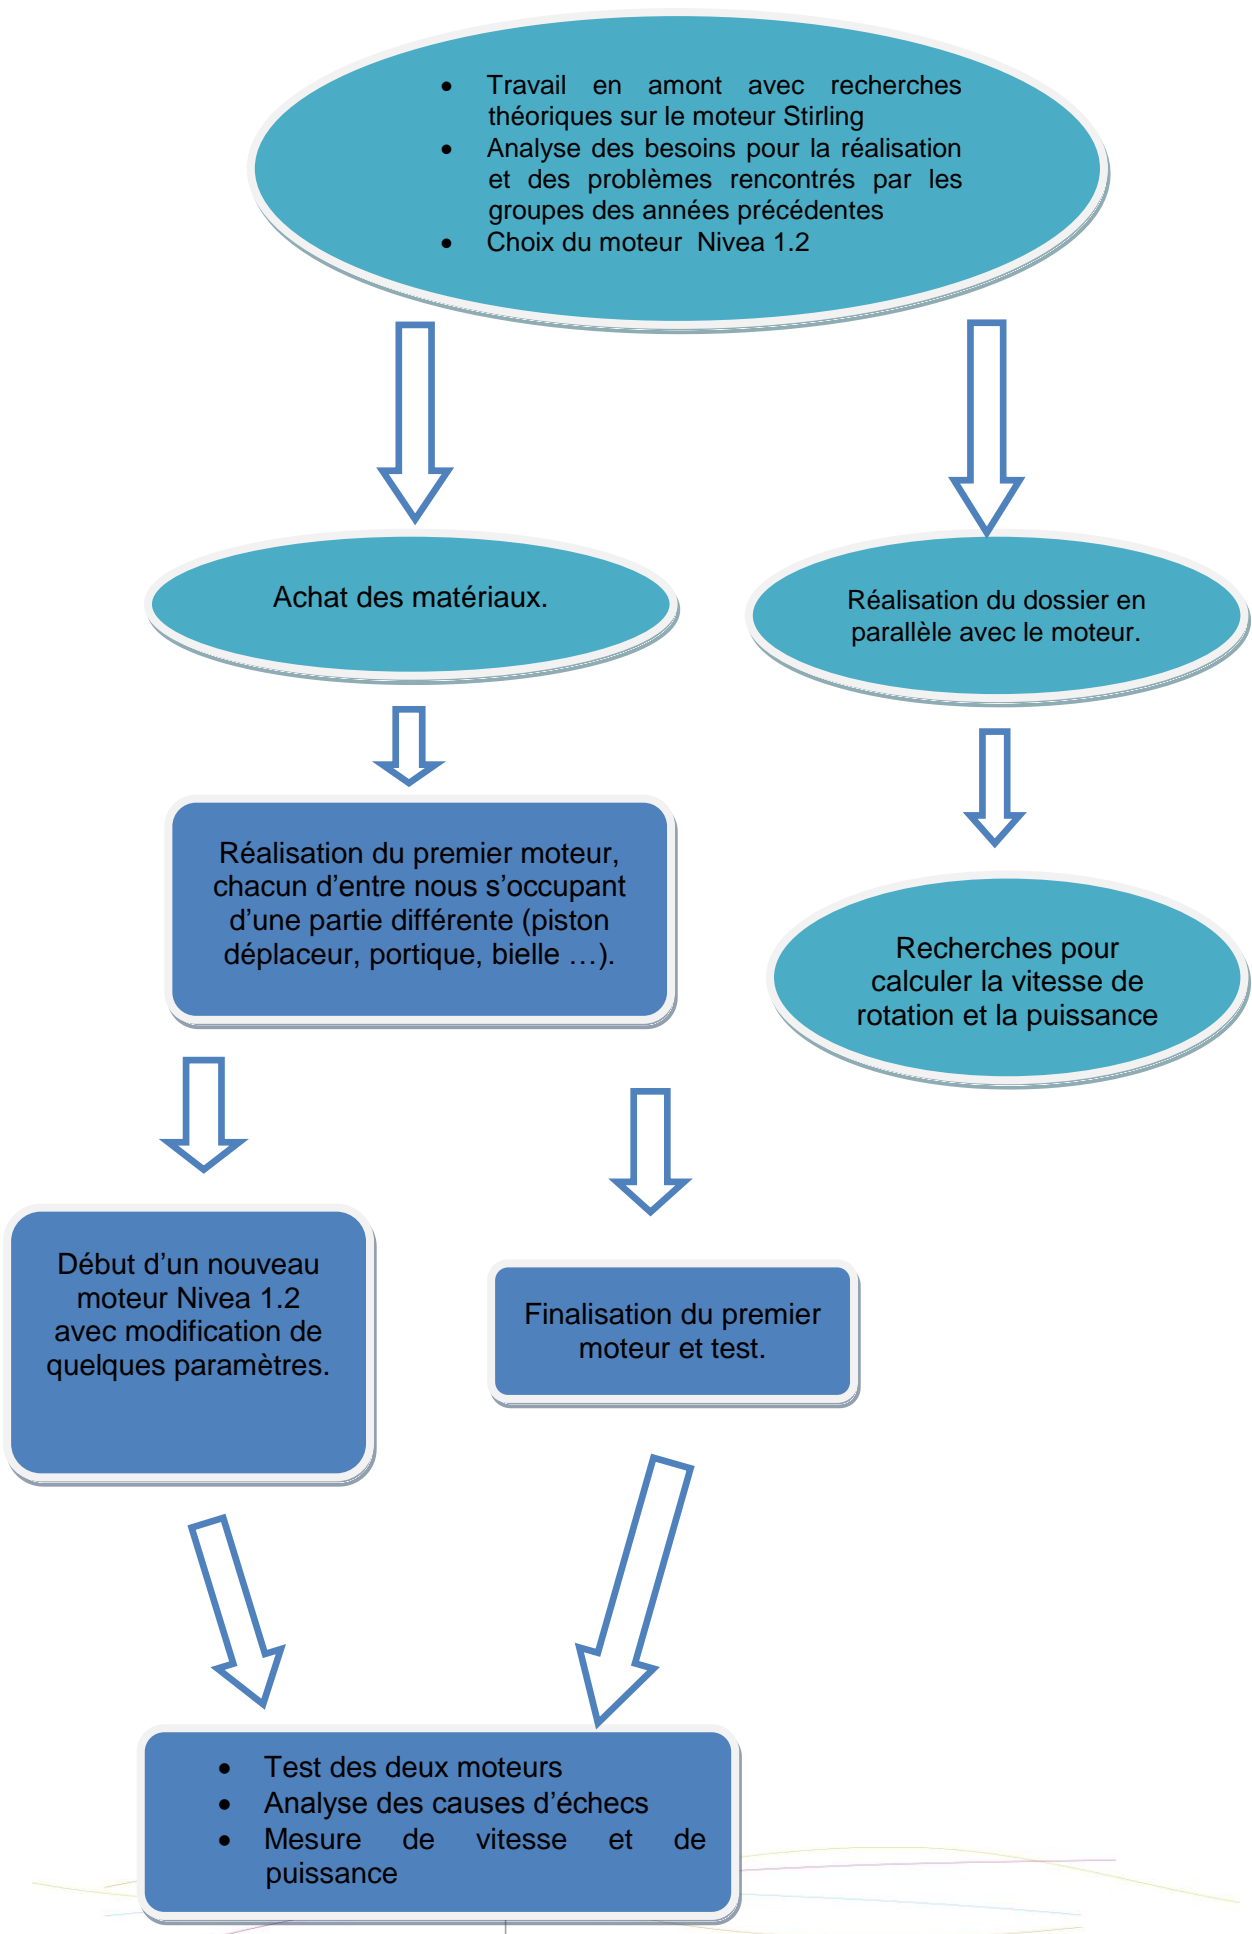 • Travail en amont avec recherches
théoriques sur le moteur Stirling
• Analyse des besoins pour la réalisation
et des problèmes rencontrés par les
groupes des années précédentes
• Choix du moteur Nivea 1.2
Achat des matériaux.
Réalisation du dossier en
parallèle avec le moteur.
Réalisation du premier moteur,
chacun d’entre nous s’occupant
d’une partie différente (piston
déplaceur, portique, bielle …).
Recherches pour
calculer la vitesse de
rotation et la puissance
Début d’un nouveau
moteur Nivea 1.2
avec modification de
quelques paramètres.
Finalisation du premier
moteur et test.
• Test des deux moteurs
• Analyse des causes d’échecs
• Mesure de vitesse et de
puissance